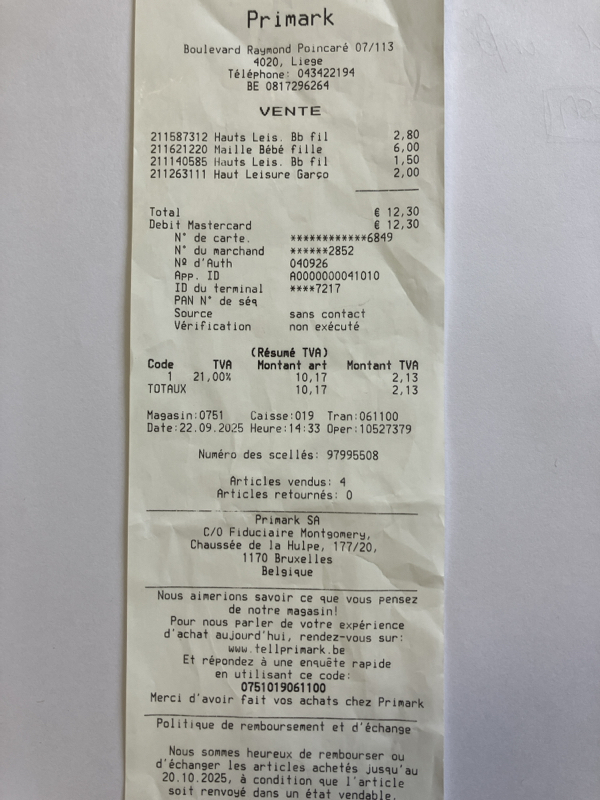 Primark
Boulevard Raymond Poincaré 07/113
4020, Liege
Téléphone: 043422194
BE 0817296264
VENTE
211587312 Hauts Leis. Bb fil 2,80
211621220 Maille Bébé fille 6,00
211140585 Hauts Leis. Bb fil 1,50
211263111 Haut Leisure Garço 2,00
Total € 12,30
Debit Mastercard € 12,30
N° de carte. ************6849
N° du marchand ******2852
Nº d'Auth 040926
App. ID A0000000041010
ID du terminal ****7217
PAN N° de séq
Source sans contact
Vérification non exécuté
(Résumé TVA)
Code TVA Montant art Montant TVA
1 21,00% 10,17 2,13
TOTAUX 10,17 2,13
Magasin:0751 Caisse:019 Tran:061100
Date:22.09.2025 Heure:14:33 Oper:10527379
Numéro des scellés: 97995508
Articles vendus: 4
Articles retournés: 0
Primark SA
C/O Fiduciaire Montgomery,
Chaussée de la Hulpe, 177/20,
1170 Bruxelles
Belgique
Nous aimerions savoir ce que vous pensez
de notre magasin!
Pour nous parler de votre expérience
d'achat aujourd'hui, rendez-vous sur:
www.tellprimark.be
Et répondez à une enquête rapide
en utilisant ce code:
0751019061100
Merci d'avoir fait vos achats chez Primark
Politique de remboursement et d'échange
Nous sommes heureux de rembourser ou
d'échanger les articles achetés jusqu'au
20.10.2025, à condition que l'article
soit renvoyé dans un état vendable,